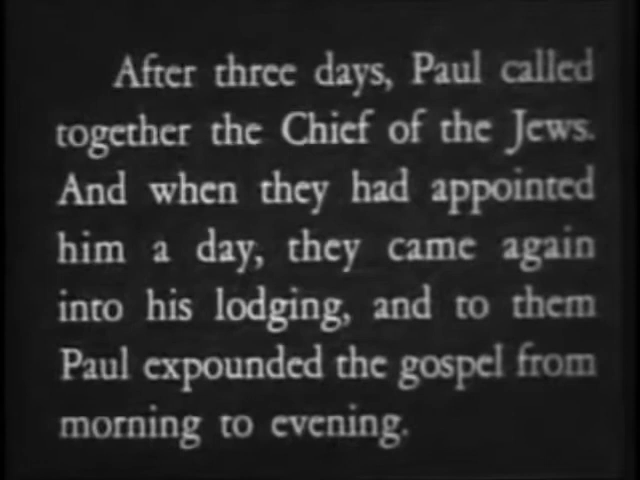 After three days, Paul called
together the Chief of the Jews.
And when they had appointed
him a day, they came again
into his lodging, and to them
Paul expounded the gospel from
morning to evening.